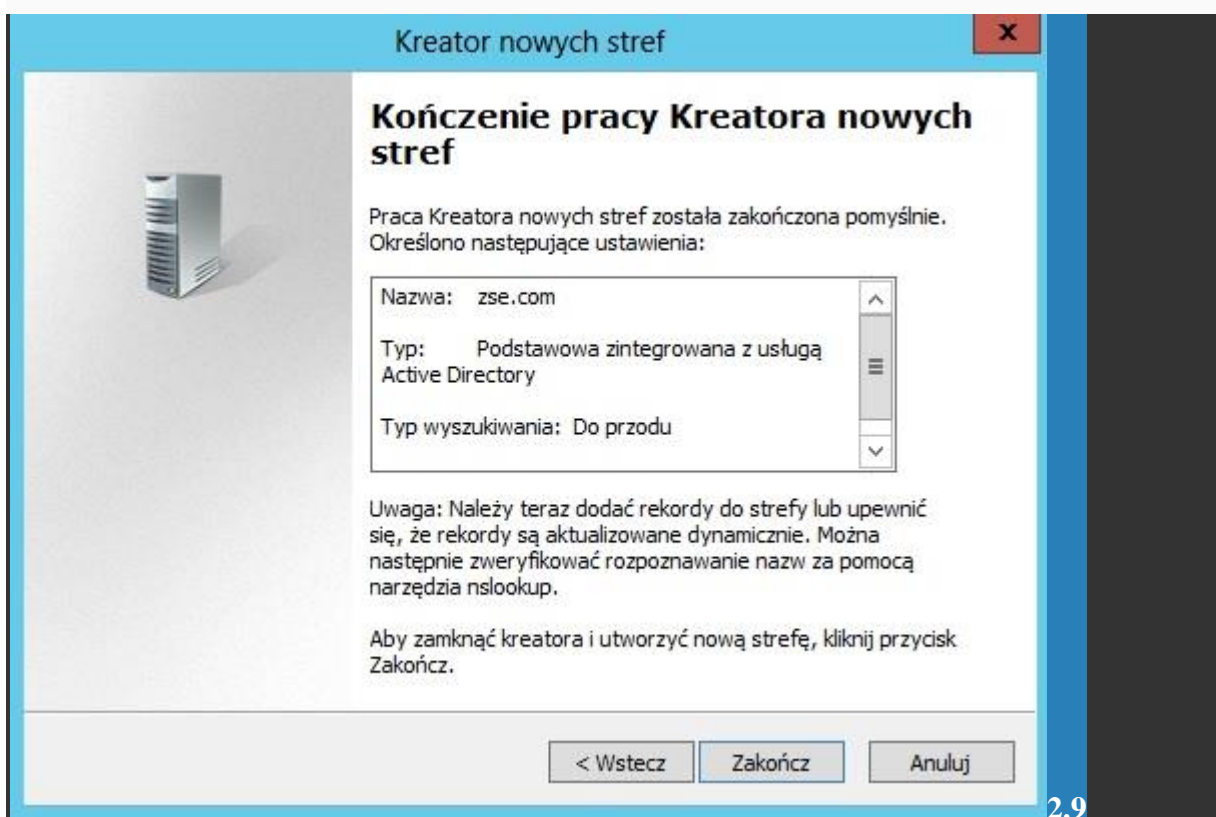 Kreator nowych stref
x
Kończenie pracy Kreatora nowych
stref
Praca Kreatora nowych stref została zakończona pomyślnie.
Określono następujące ustawienia:
Nazwa: zse.com
Typ: Podstawowa zintegrowana z usługą
Active Directory
Typ wyszukiwania: Do przodu
Uwaga: Należy teraz dodać rekordy do strefy lub upewnić
się, że rekordy są aktualizowane dynamicznie. Można
następnie zweryfikować rozpoznawanie nazw za pomocą
narzędzia nslookup.
Aby zamknąć kreatora i utworzyć nową strefę, kliknij przycisk
Zakończ.
< Wstecz
Zakończ
Anuluj
2.9